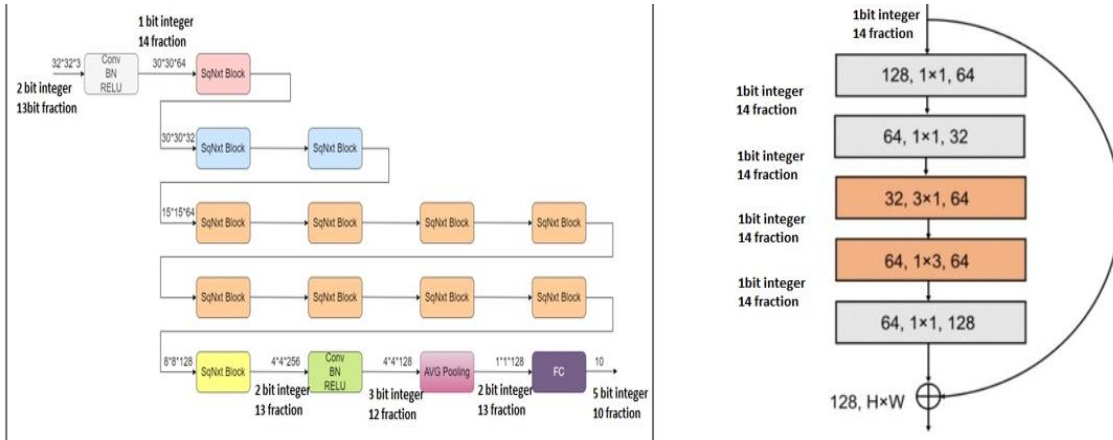 1 bit integer
14 fraction
32*32*3
Conv
BN
RELU
30*30*64
SqNxt Block
2 bit integer
13bit fraction
30*30*32
SqNxt Block
SqNxt Block
15*15*64
SqNxt Block
SqNxt Block
SqNxt Block
SqNxt Block
SqNxt Block
SqNxt Block
SqNxt Block
SqNxt Block
8*8*128
SqNxt Block
4*4*256
Conv
BN
RELU
4*4*128
AVG Pooling
1*1*128
FC
10
2 bit integer
13 fraction
3 bit integer
12 fraction
2 bit integer
13 fraction
5 bit integer
10 fraction
1bit integer
14 fraction
128, 1×1, 64
1bit integer
14 fraction
64, 1×1, 32
1bit integer
14 fraction
32, 3×1, 64
1bit integer
14 fraction
64, 1×3, 64
1bit integer
14 fraction
64, 1×1, 128
128, H×W